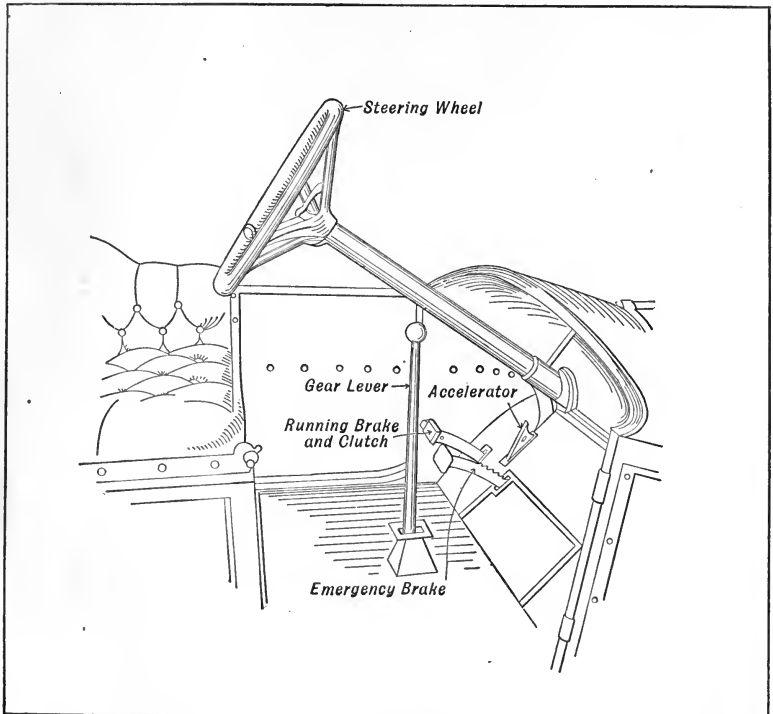 Steering Wheel
Gear Lever
Accelerator
Running Brake
and Clutch
Emergency Brake